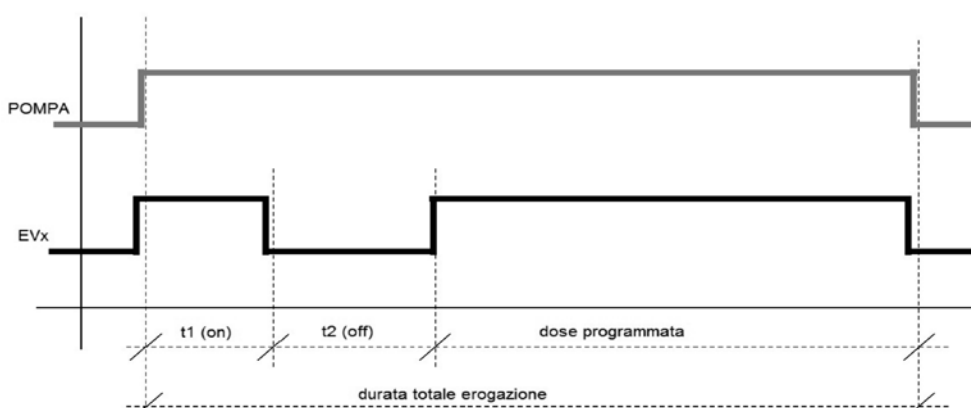 POMPA
EVx
t1 (on)
t2 (off)
dose programmata
durata totale erogazione